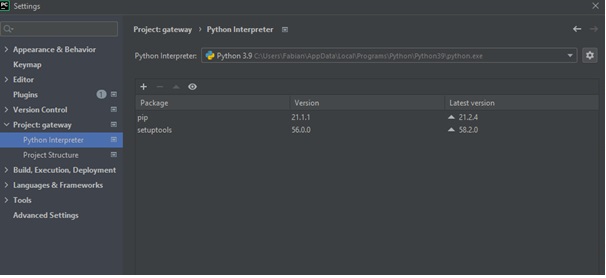 PC Settings
Project: gateway › Python Interpreter
Python Interpreter: Python 3.9 C:\Users\Fabian\AppData\Local\Programs\Python\Python39\python.exe
Appearance & Behavior
Keymap
Editor
Plugins 1
Version Control
Project: gateway
Python Interpreter
Project Structure
Build, Execution, Deployment
Languages & Frameworks
Tools
Advanced Settings
Package Version Latest version
pip 21.1.1 21.2.4
setuptools 56.0.0 58.2.0